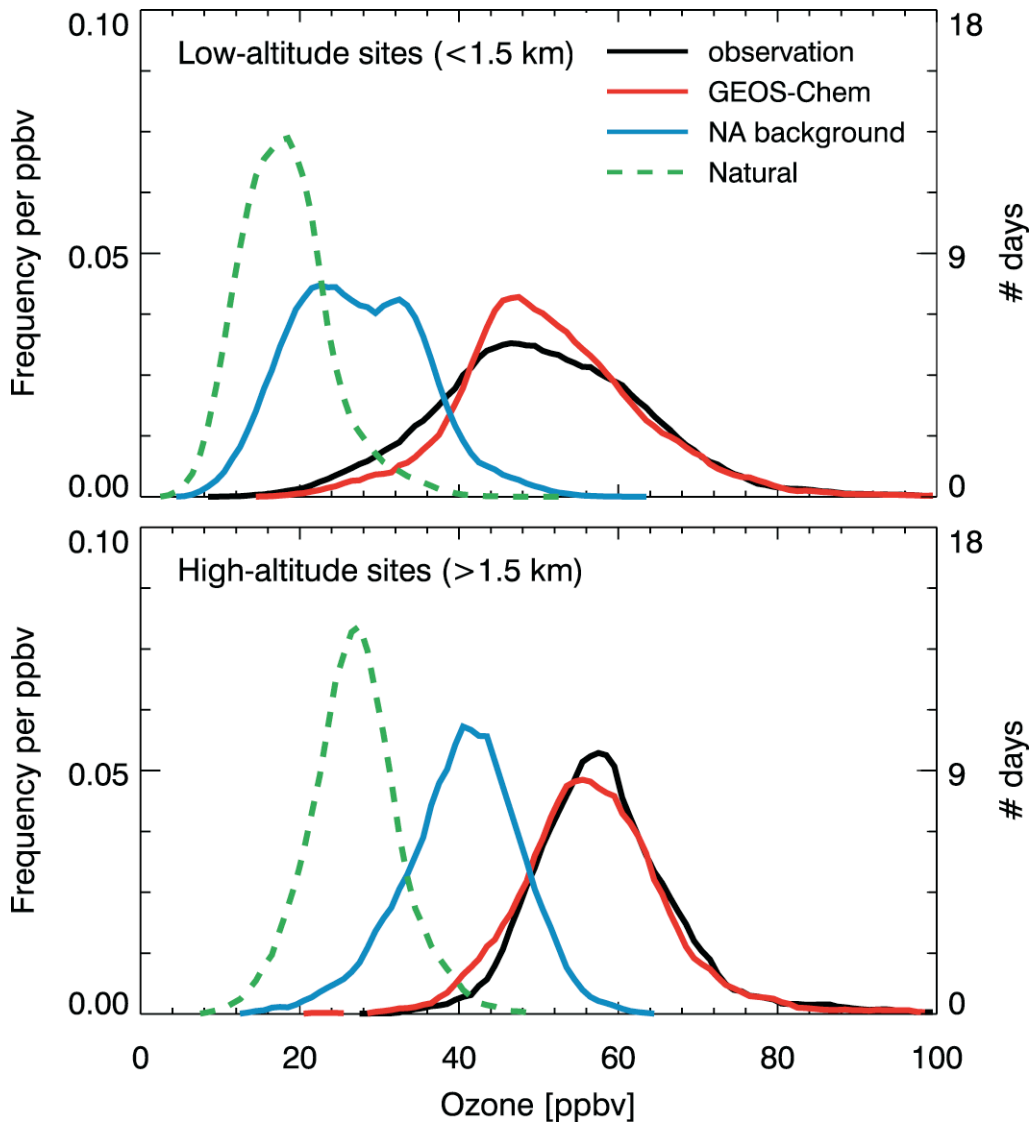 0.10
18
Low-altitude sites (<1.5 km)
observation
GEOS-Chem
NA background
Natural
Frequency per ppbv
0.05
9
# days
0.00
0
0.10
18
High-altitude sites (>1.5 km)
Frequency per ppbv
0.05
9
# days
0.00
0
0
20
40
60
80
100
Ozone [ppbv]